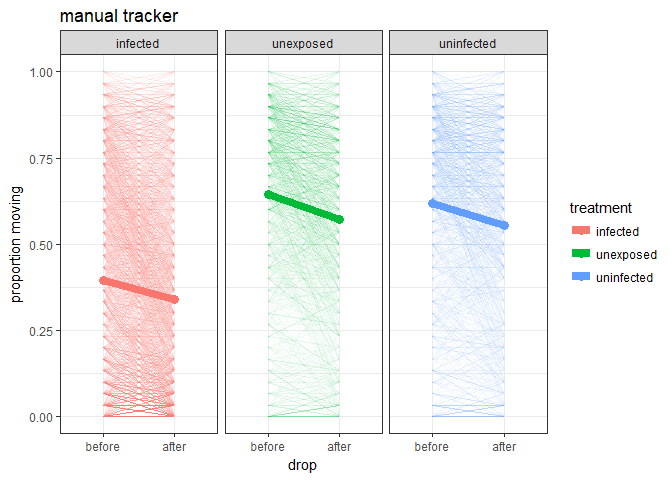 manual tracker
infected
unexposed
uninfected
1.00
0.75
0.50
0.25
0.00
proportion moving
before
after
before
after
before
after
drop
treatment
infected
unexposed
uninfected